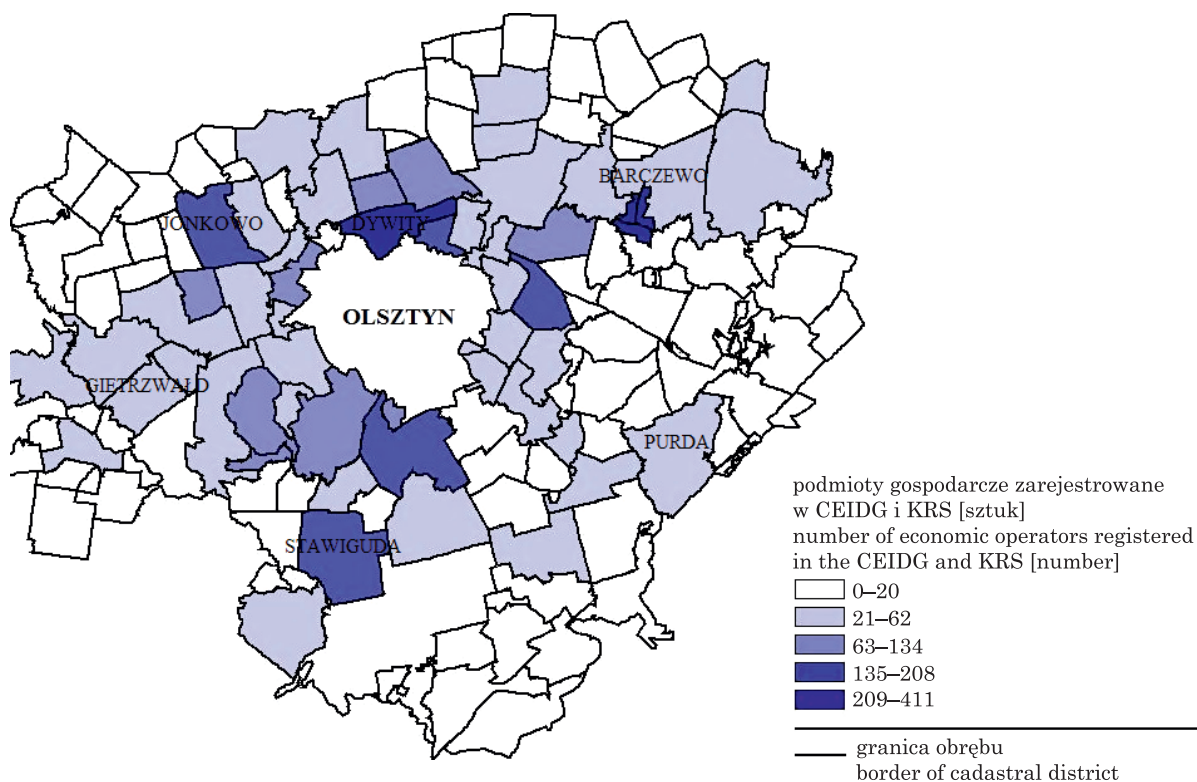 BARCZEWO
JONKOWO
DYWITY
OLSZTYN
GIETRZWAŁD
PURDA
STAWIGUDA
podmioty gospodarcze zarejestrowane
w CEIDG i KRS [sztuk]
number of economic operators registered
in the CEIDG and KRS [number]
0–20
21–62
63–134
135–208
209–411
granica obrębu
border of cadastral district